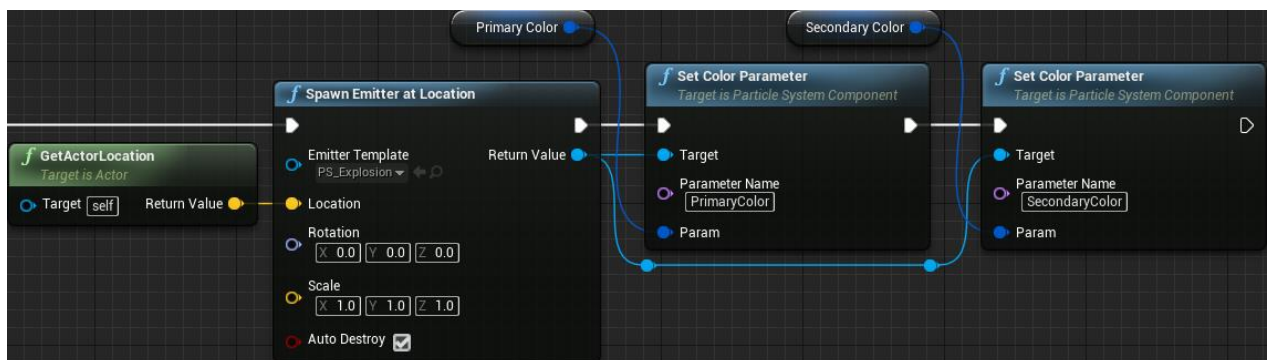 Primary Color
Secondary Color
GetActorLocation
Target is Actor
Target self Return Value
Spawn Emitter at Location
Emitter Template
PS_Explosion
Return Value
Location
Rotation
X 0.0 Y 0.0 Z 0.0
Scale
X 1.0 Y 1.0 Z 1.0
Auto Destroy
Set Color Parameter
Target is Particle System Component
Target
Parameter Name
PrimaryColor
Param
Set Color Parameter
Target is Particle System Component
Target
Parameter Name
SecondaryColor
Param